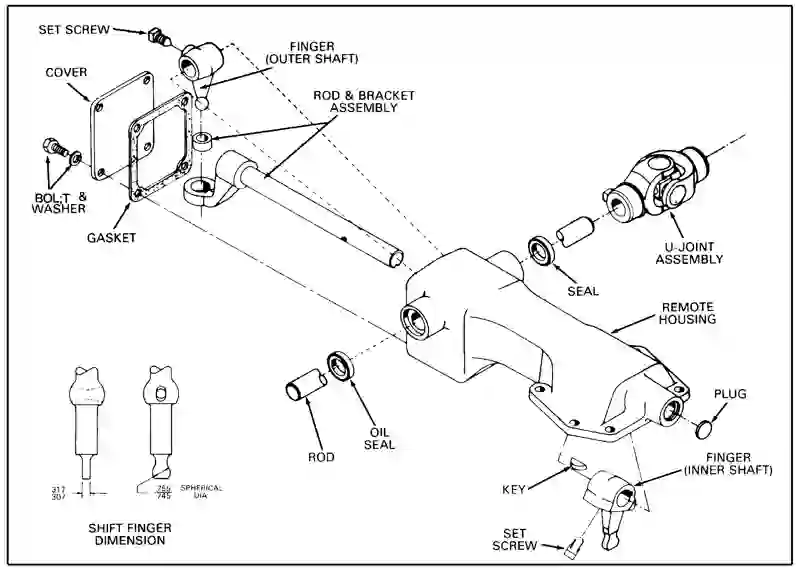 SET SCREW
FINGER
(OUTER SHAFT)
COVER
ROD & BRACKET
ASSEMBLY
BOL;T &
WASHER
GASKET
U-JOINT
ASSEMBLY
SEAL
REMOTE
HOUSING
PLUG
OIL
SEAL
ROD
FINGER
(INNER SHAFT)
KEY
SET
SCREW
.317
.307
.755
.745
SPHERICAL
DIA
SHIFT FINGER
DIMENSION